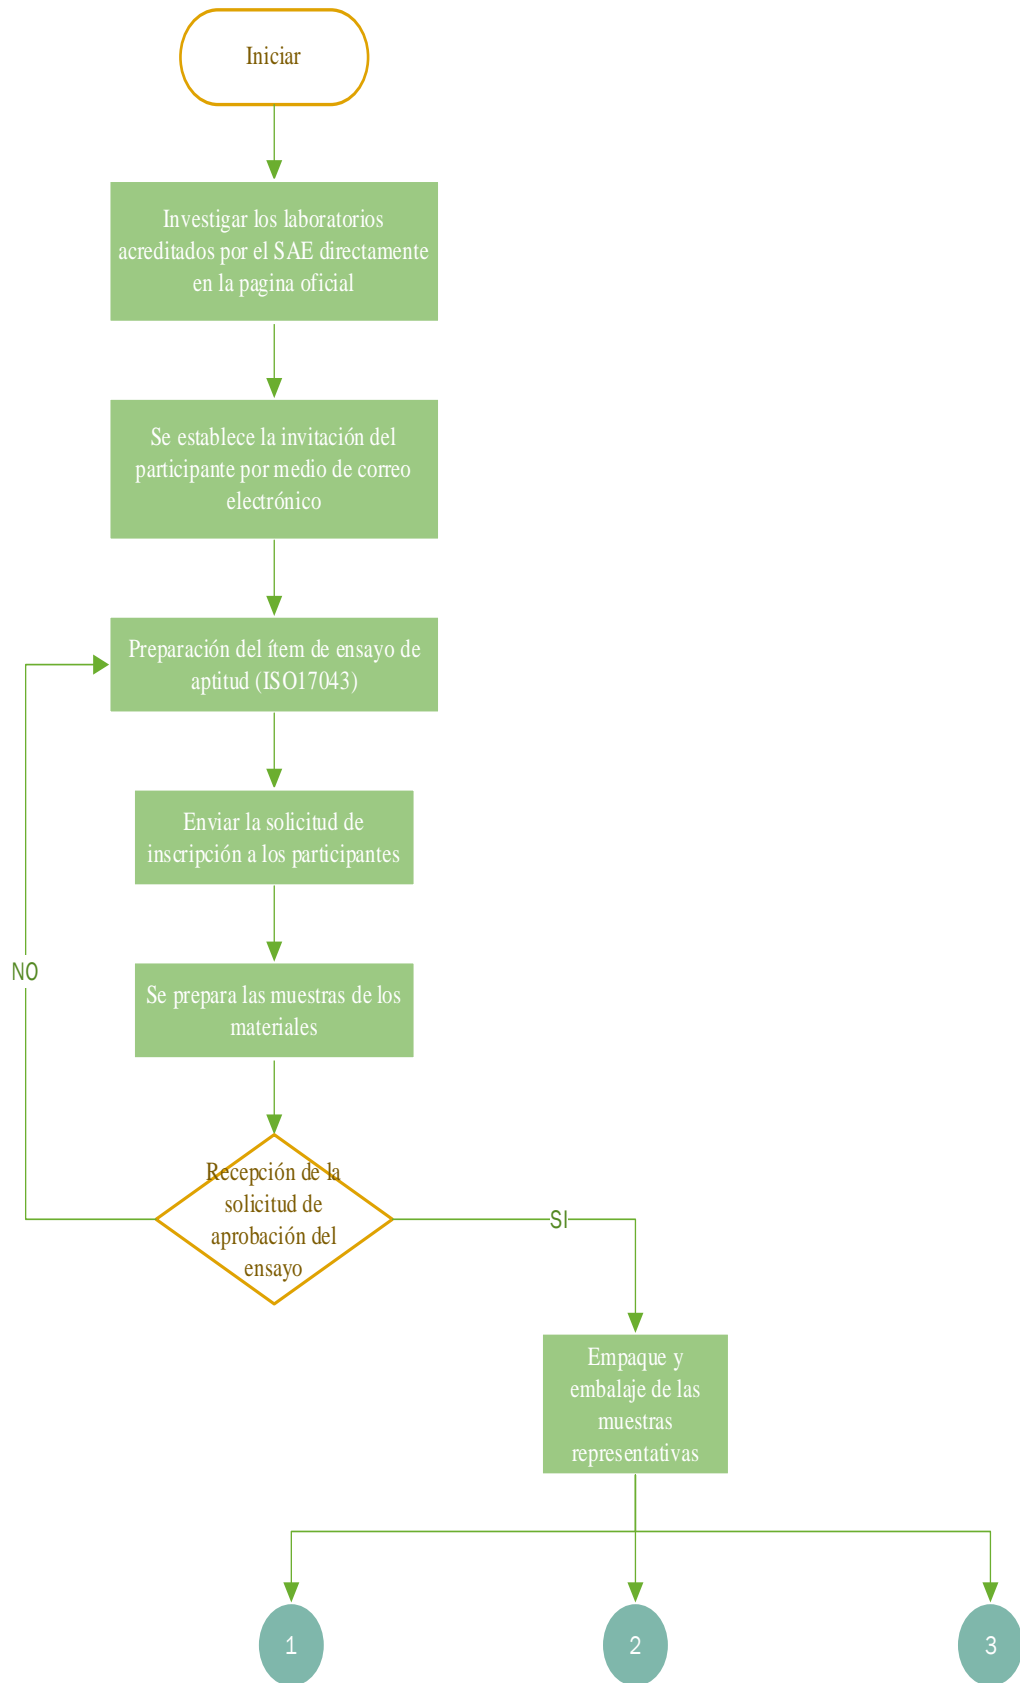 Iniciar
Investigar los laboratorios
acreditados por el SAE directamente
en la pagina oficial
Se establece la invitación del
participante por medio de correo
electrónico
Preparación del ítem de ensayo de
aptitud (ISO17043)
Enviar la solicitud de
inscripción a los participantes
NO
Se prepara las muestras de los
materiales
Recepción de la
solicitud de
aprobación del
ensayo
SI
Empaque y
embalaje de las
muestras
representativas
1
2
3